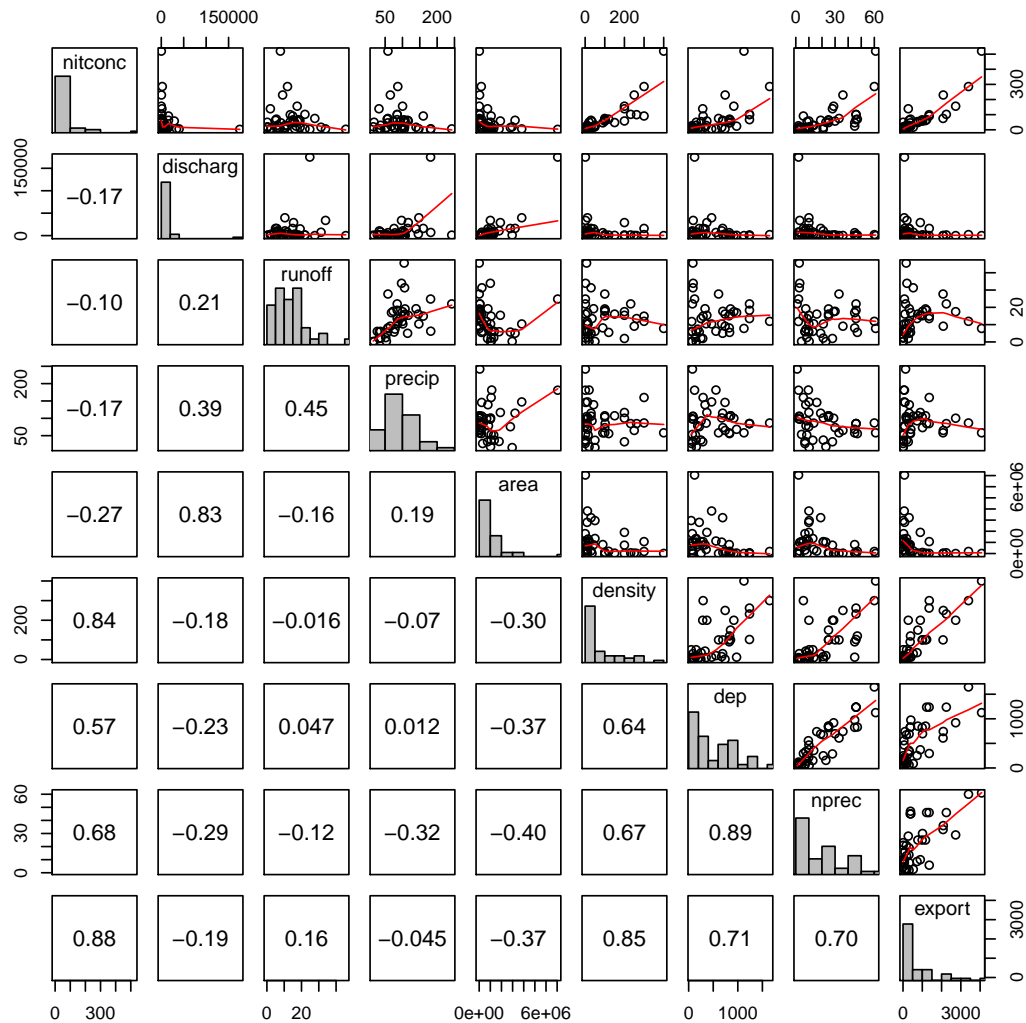 0 150000 50 200 0 200 0 30 60
nitconc
0 300
discharg
0 150000
−0.17
runoff
−0.10 0.21
0 20
precip
50 200
−0.17 0.39 0.45
area
−0.27 0.83 −0.16 0.19
0e+00 6e+06
density
0 200
0.84 −0.18 −0.016 −0.07 −0.30
dep
0.57 −0.23 0.047 0.012 −0.37 0.64
0 1000
nprec
0 30 60
0.68 −0.29 −0.12 −0.32 −0.40 0.67 0.89
export
0.88 −0.19 0.16 −0.045 −0.37 0.85 0.71 0.70
0 3000
0 300 0 20 0e+00 6e+06 0 1000 0 3000